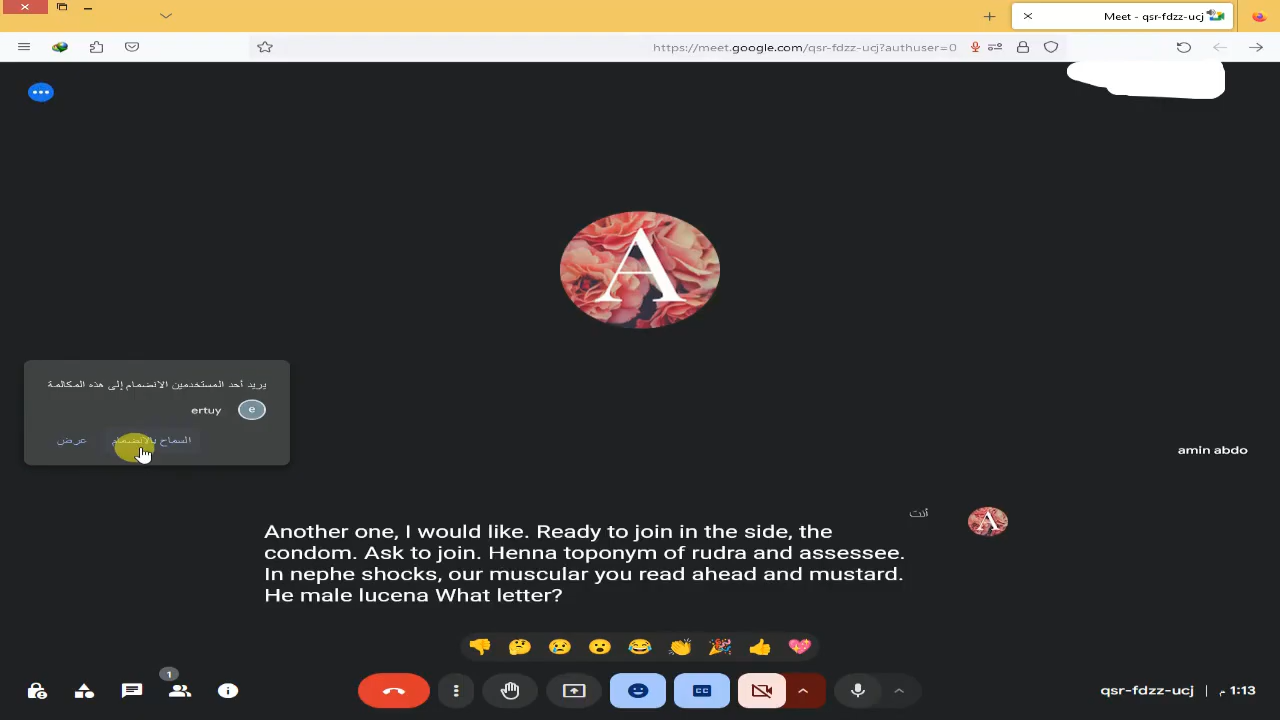 Meet - qsr-fdzz-ucj
https://meet.google.com/qsr-fdzz-ucj?authuser=0
A
يريد أحد المستخدمين الانضمام إلى هذه المكالمة
e
ertuy
السماح بالانضمام
عرض
amin abdo
أنت
A
Another one, I would like. Ready to join in the side, the
condom. Ask to join. Henna toponym of rudra and assessee.
In nephe shocks, our muscular you read ahead and mustard.
He male lucena What letter?
1
CC
qsr-fdzz-ucj | 1:13 م